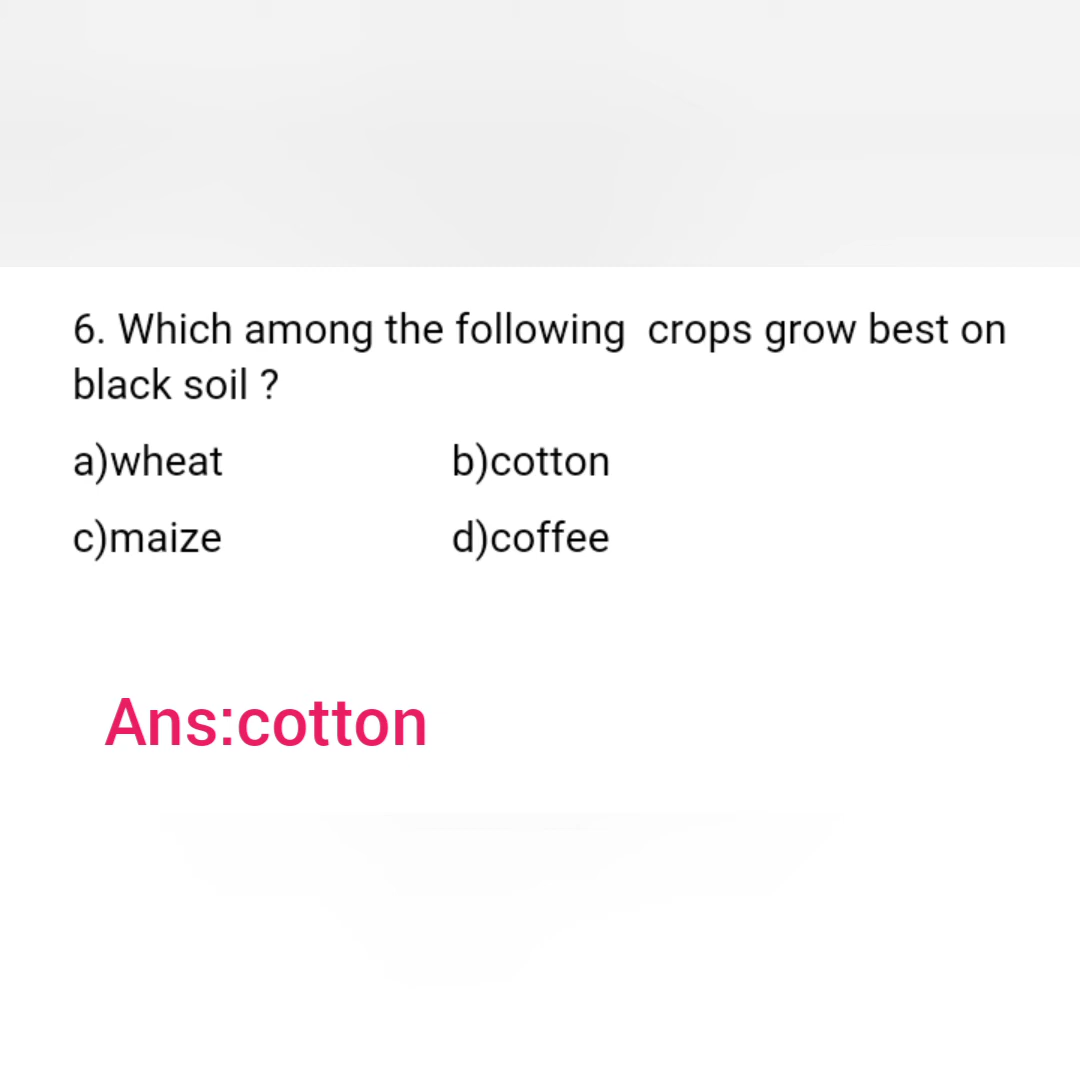 6. Which among the following  crops grow best on
black soil ?
a)wheat b)cotton
c)maize d)coffee
Ans:cotton